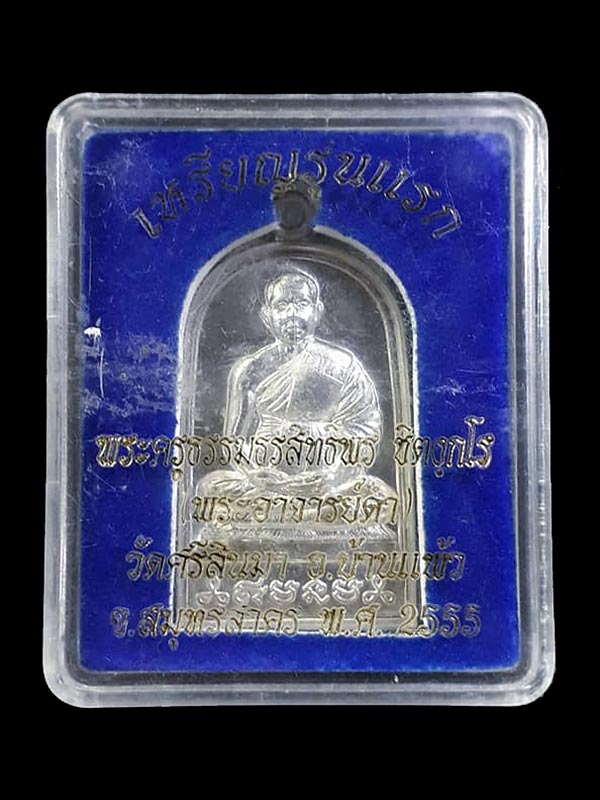 เหรียญรุ่นแรก
พระครูธรรมธรสิทธิพร ชิตงฺกโร
(พระอาจารย์ดำ)
วัดศรีสินมา อ.บ้านแพ้ว
จ.สมุทรสาคร พ.ศ. 2555